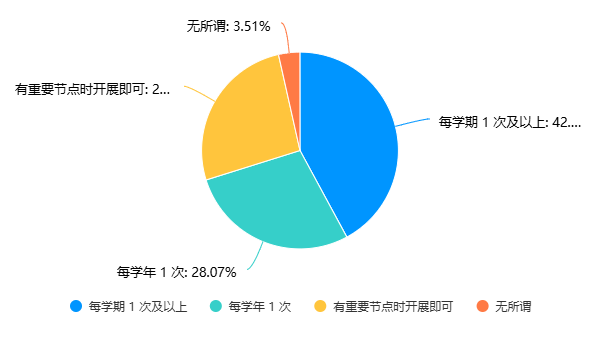 无所谓: 3.51%
有重要节点时开展即可: 2...
每学期 1 次及以上: 42....
每学年 1 次: 28.07%
每学期 1 次及以上 每学年 1 次 有重要节点时开展即可 无所谓